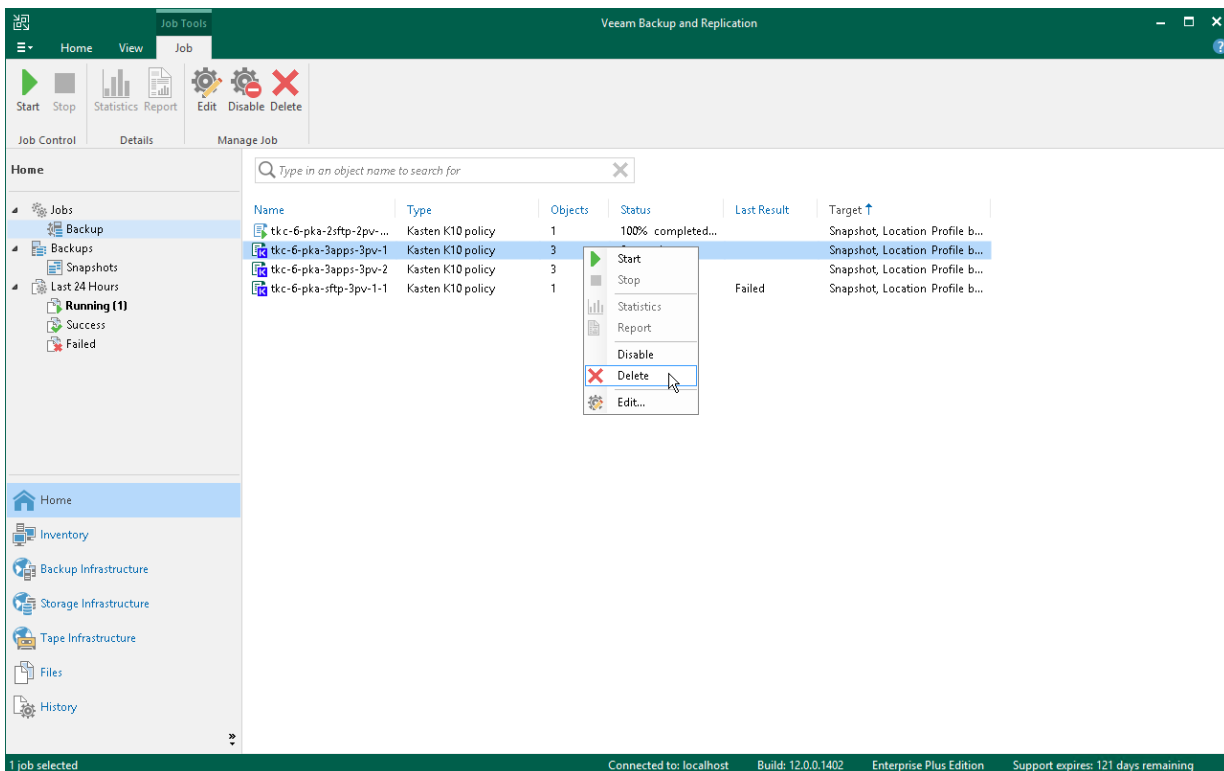 Job Tools
Veeam Backup and Replication
Home View Job
?
Start Stop Statistics Report Edit Disable Delete
Job Control Details Manage Job
Home
Type in an object name to search for
Jobs
Backup
Backups
Snapshots
Last 24 Hours
Running (1)
Success
Failed
Name Type Objects Status Last Result Target
tkc-6-pka-2sftp-2pv-... Kasten K10 policy 1 100% completed... Snapshot, Location Profile b...
tkc-6-pka-3apps-3pv-1 Kasten K10 policy 3 Snapshot, Location Profile b...
tkc-6-pka-3apps-3pv-2 Kasten K10 policy 3 Snapshot, Location Profile b...
tkc-6-pka-sftp-3pv-1-1 Kasten K10 policy 1 Failed Snapshot, Location Profile b...
Start
Stop
Statistics
Report
Disable
Delete
Edit...
Home
Inventory
Backup Infrastructure
Storage Infrastructure
Tape Infrastructure
Files
History
1 job selected Connected to: localhost Build: 12.0.0.1402 Enterprise Plus Edition Support expires: 121 days remaining